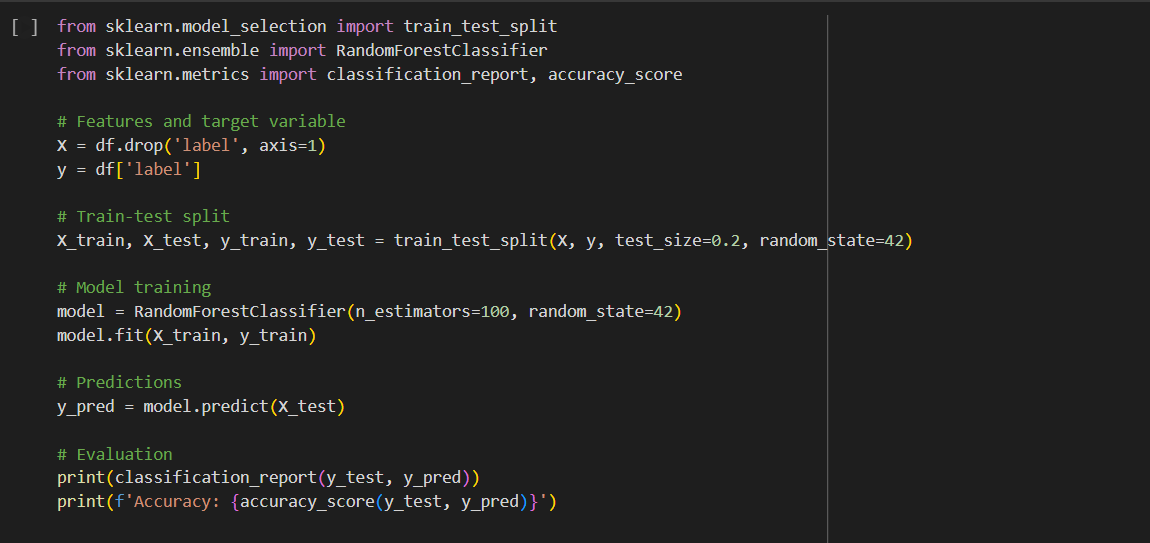 [ ] from sklearn.model_selection import train_test_split
from sklearn.ensemble import RandomForestClassifier
from sklearn.metrics import classification_report, accuracy_score
# Features and target variable
X = df.drop('label', axis=1)
y = df['label']
# Train-test split
X_train, X_test, y_train, y_test = train_test_split(X, y, test_size=0.2, random_state=42)
# Model training
model = RandomForestClassifier(n_estimators=100, random_state=42)
model.fit(X_train, y_train)
# Predictions
y_pred = model.predict(X_test)
# Evaluation
print(classification_report(y_test, y_pred))
print(f'Accuracy: {accuracy_score(y_test, y_pred)}')